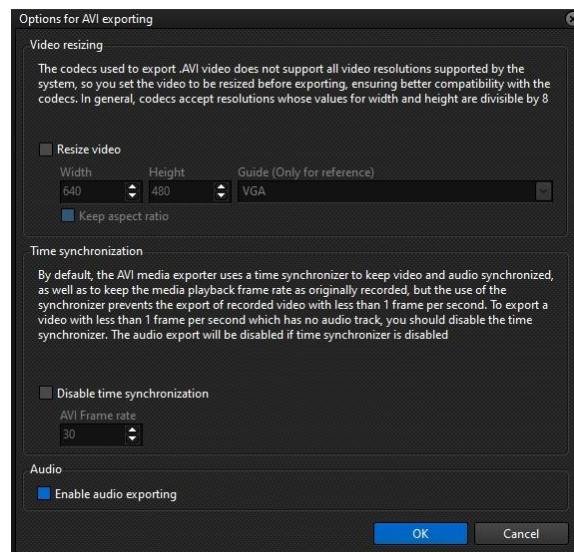 Options for AVI exporting
Video resizing
The codecs used to export .AVI video does not support all video resolutions supported by the
system, so you set the video to be resized before exporting, ensuring better compatibility with the
codecs. In general, codecs accept resolutions whose values for width and height are divisible by 8
Resize video
Width Height Guide (Only for reference)
640 480 VGA
Keep aspect ratio
Time synchronization
By default, the AVI media exporter uses a time synchronizer to keep video and audio synchronized,
as well as to keep the media playback frame rate as originally recorded, but the use of the
synchronizer prevents the export of recorded video with less than 1 frame per second. To export a
video with less than 1 frame per second which has no audio track, you should disable the time
synchronizer. The audio export will be disabled if time synchronizer is disabled
Disable time synchronization
AVI Frame rate
30
Audio
Enable audio exporting
OK Cancel